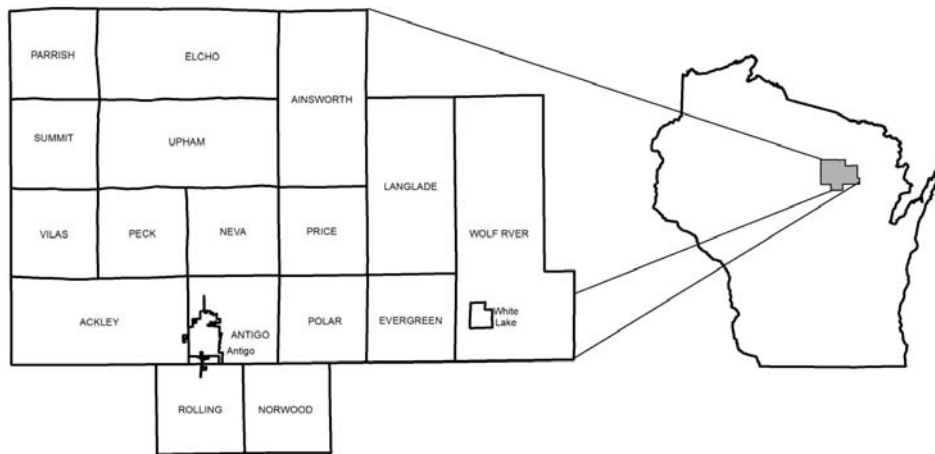 PARRISH
ELCHO
AINSWORTH
SUMMIT
UPHAM
LANGLADE
VILAS
PECK
NEVA
PRICE
WOLF RIVER
ACKLEY
ANTIGO
Antigo
POLAR
EVERGREEN
White
Lake
ROLLING
NORWOOD